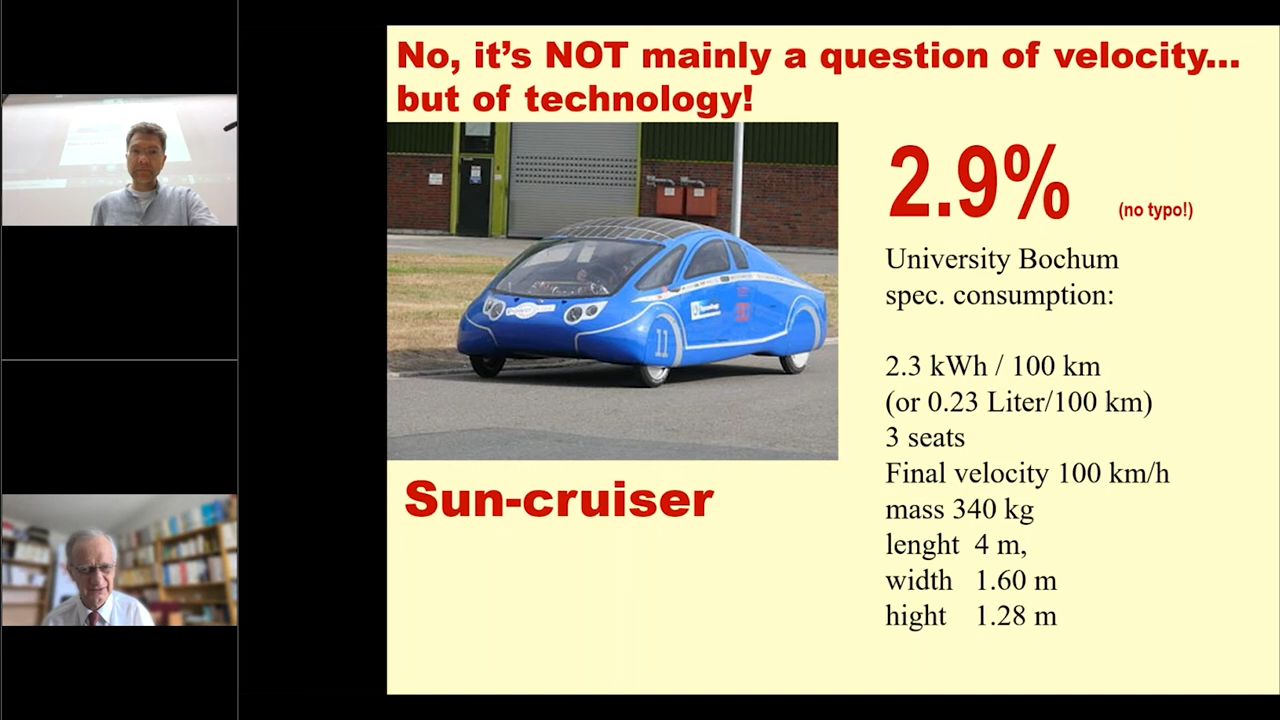 No, it’s NOT mainly a question of velocity...
but of technology!
2.9% (no typo!)
University Bochum
spec. consumption:
2.3 kWh / 100 km
(or 0.23 Liter/100 km)
3 seats
Final velocity 100 km/h
mass 340 kg
lenght 4 m,
width 1.60 m
hight 1.28 m
11
Sun-cruiser